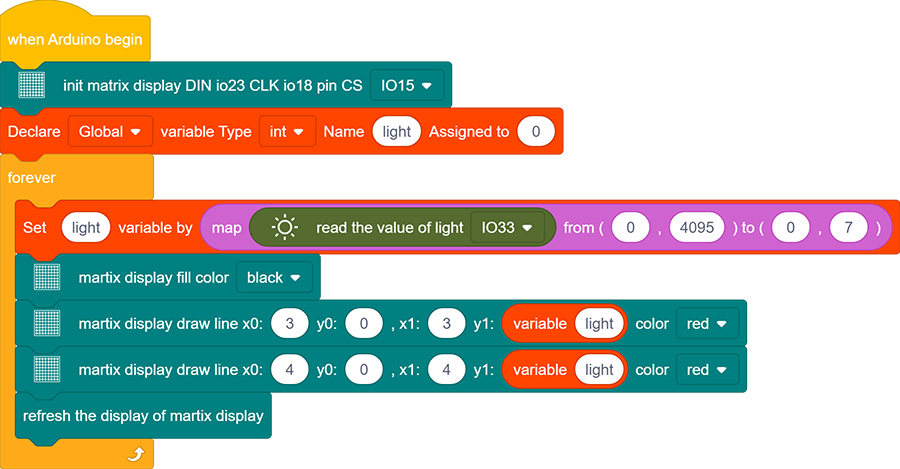 when Arduino begin
init matrix display DIN io23 CLK io18 pin CS IO15
Declare Global variable Type int Name light Assigned to 0
forever
Set light variable by map read the value of light IO33 from ( 0 , 4095 ) to ( 0 , 7 )
martix display fill color black
martix display draw line x0: 3 y0: 0 , x1: 3 y1: variable light color red
martix display draw line x0: 4 y0: 0 , x1: 4 y1: variable light color red
refresh the display of martix display